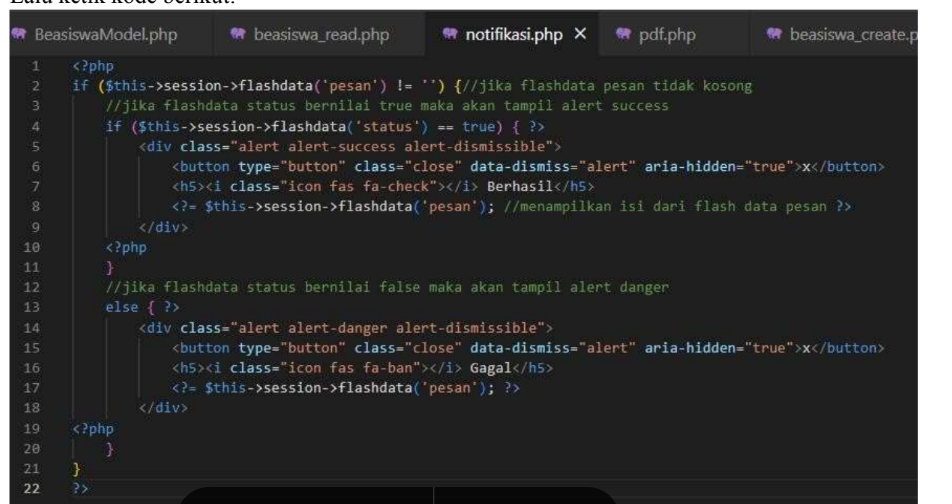 Lalu ketik kode berikut:
BeasiswaModel.php beasiswa_read.php notifikasi.php X pdf.php beasiswa_create.p
1 <?php
2 if ($this->session->flashdata('pesan') != '') {//jika flashdata pesan tidak kosong
3 //jika flashdata status bernilai true maka akan tampil alert success
4 if ($this->session->flashdata('status') == true) { ?>
5 <div class="alert alert-success alert-dismissible">
6 <button type="button" class="close" data-dismiss="alert" aria-hidden="true">x</button>
7 <h5><i class="icon fas fa-check"></i> Berhasil</h5>
8 <?= $this->session->flashdata('pesan'); //menampilkan isi dari flash data pesan ?>
9 </div>
10 <?php
11 }
12 //jika flashdata status bernilai false maka akan tampil alert danger
13 else { ?>
14 <div class="alert alert-danger alert-dismissible">
15 <button type="button" class="close" data-dismiss="alert" aria-hidden="true">x</button>
16 <h5><i class="icon fas fa-ban"></i> Gagal</h5>
17 <?= $this->session->flashdata('pesan'); ?>
18 </div>
19 <?php
20 }
21 }
22 ?>